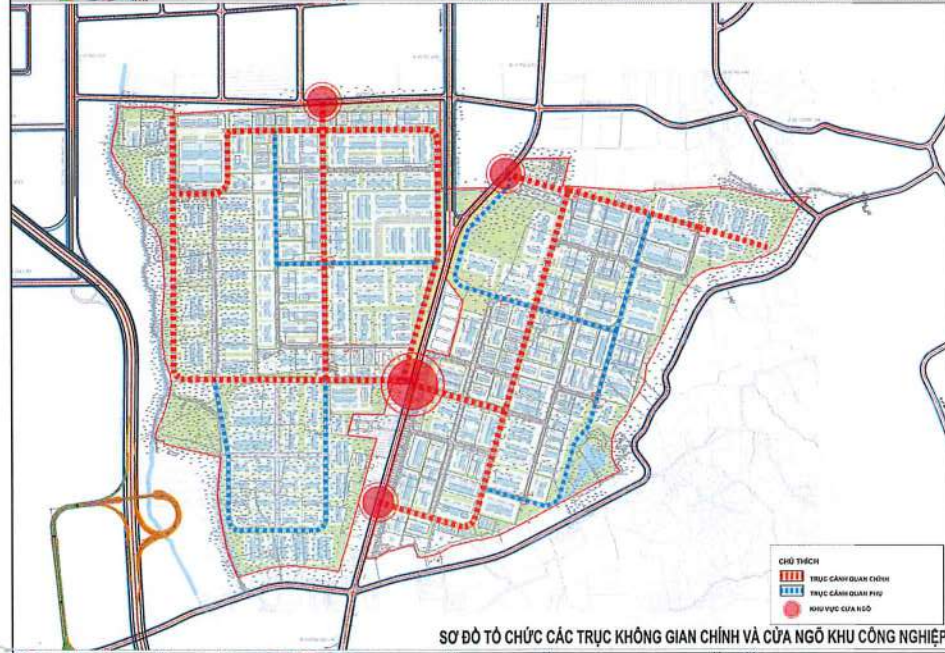 CHÚ THÍCH
TRỤC CẢNH QUAN CHÍNH
TRỤC CẢNH QUAN PHỤ
KHU VỰC CỬA NGÕ
SƠ ĐỒ TỔ CHỨC CÁC TRỤC KHÔNG GIAN CHÍNH VÀ CỬA NGÕ KHU CÔNG NGHIỆP